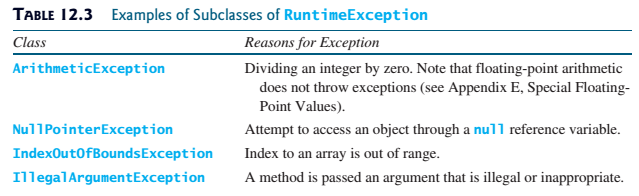 TABLE 12.3 Examples of Subclasses of RuntimeException
Class Reasons for Exception
ArithmeticException Dividing an integer by zero. Note that floating-point arithmetic
does not throw exceptions (see Appendix E, Special Floating-
Point Values).
NullPointerException Attempt to access an object through a null reference variable.
IndexOutOfBoundsException Index to an array is out of range.
IllegalArgumentException A method is passed an argument that is illegal or inappropriate.